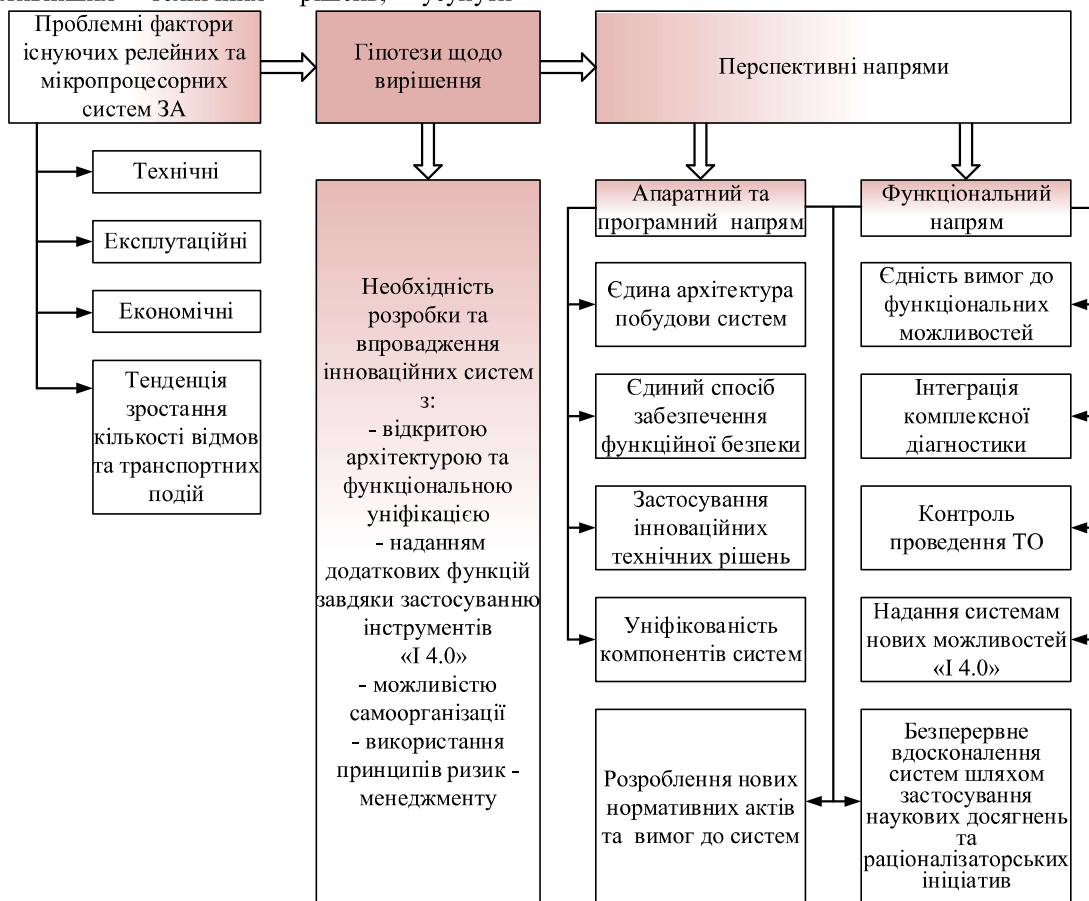 технічних рішень, усунути
Проблемні фактори
існуючих релейних та
мікропроцесорних
систем ЗА
Гіпотези щодо
вирішення
Перспективні напрями
Технічні
Експлутаційні
Економічні
Тенденція
зростання
кількості відмов
та транспортних
подій
Необхідність
розробки та
впровадження
інноваційних систем
з:
- відкритою
архітектурою та
функціональною
уніфікацією
- наданням
додаткових функцій
завдяки застосуванню
інструментів
«І 4.0»
- можливістю
самоорганізації
- використання
принципів ризик -
менеджменту
Апаратний та
програмний напрям
Єдина архітектура
побудови систем
Єдиний спосіб
забезпечення
функційної безпеки
Застосування
інноваційних
технічних рішень
Уніфікованість
компонентів систем
Розроблення нових
нормативних актів
та вимог до систем
Функціональний
напрям
Єдність вимог до
функціональних
можливостей
Інтеграція
комплексної
діагностики
Контроль
проведення ТО
Надання системам
нових можливостей
«І 4.0»
Безперервне
вдосконалення
систем шляхом
застосування
наукових досягнень
та
раціоналізаторських
ініціатив